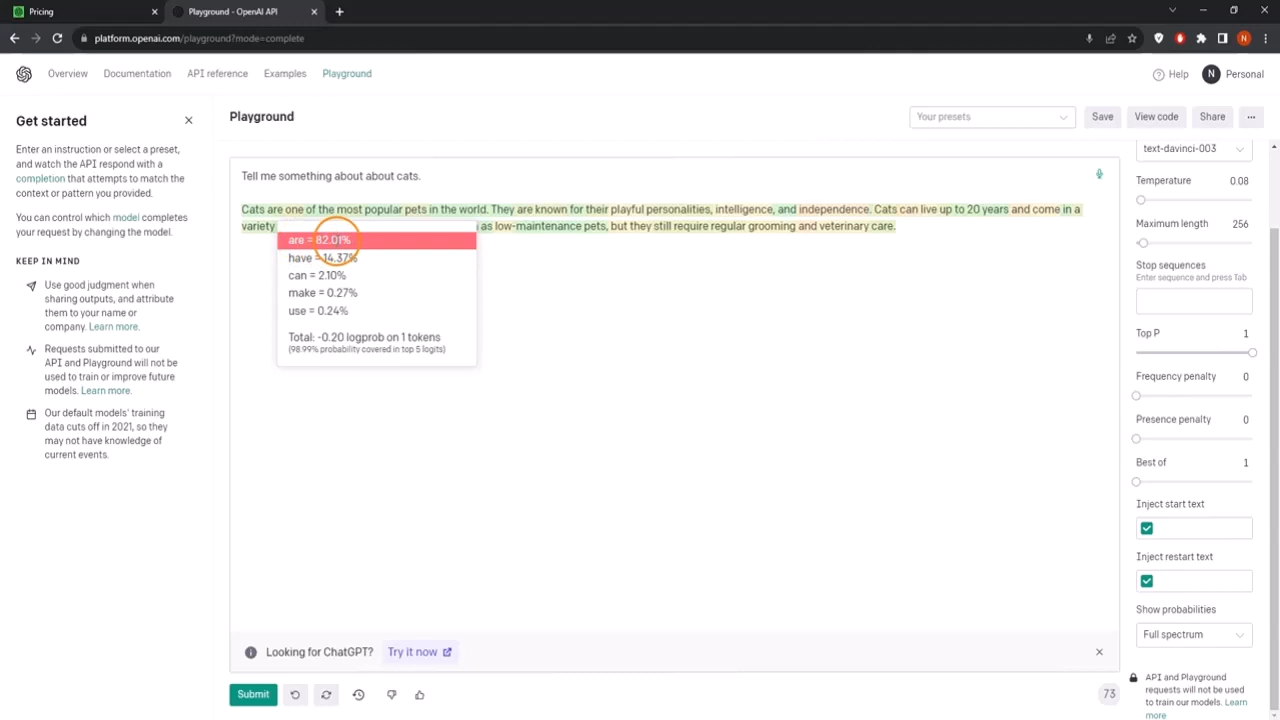 Pricing
Playground - OpenAI API
platform.openai.com/playground?mode=complete
N
Overview
Documentation
API reference
Examples
Playground
Help
N
Personal
Get started
Enter an instruction or select a preset,
and watch the API respond with a
completion that attempts to match the
context or pattern you provided.
You can control which model completes
your request by changing the model.
KEEP IN MIND
Use good judgment when
sharing outputs, and attribute
them to your name or
company. Learn more.
Requests submitted to our
API and Playground will not be
used to train or improve future
models. Learn more.
Our default models' training
data cuts off in 2021, so they
may not have knowledge of
current events.
Playground
Your presets
Save
View code
Share
...
Tell me something about about cats.
Cats are one of the most popular pets in the world. They are known for their playful personalities, intelligence, and independence. Cats can live up to 20 years and come in a
variety as low-maintenance pets, but they still require regular grooming and veterinary care.
are = 82.01%
have = 14.37%
can = 2.10%
make = 0.27%
use = 0.24%
Total: -0.20 logprob on 1 tokens
(98.99% probability covered in top 5 logits)
Looking for ChatGPT? Try it now
Submit
73
text-davinci-003
Temperature 0.08
Maximum length 256
Stop sequences
Enter sequence and press Tab
Top P 1
Frequency penalty 0
Presence penalty 0
Best of 1
Inject start text
Inject restart text
Show probabilities
Full spectrum
API and Playground
requests will not be used
to train our models. Learn
more